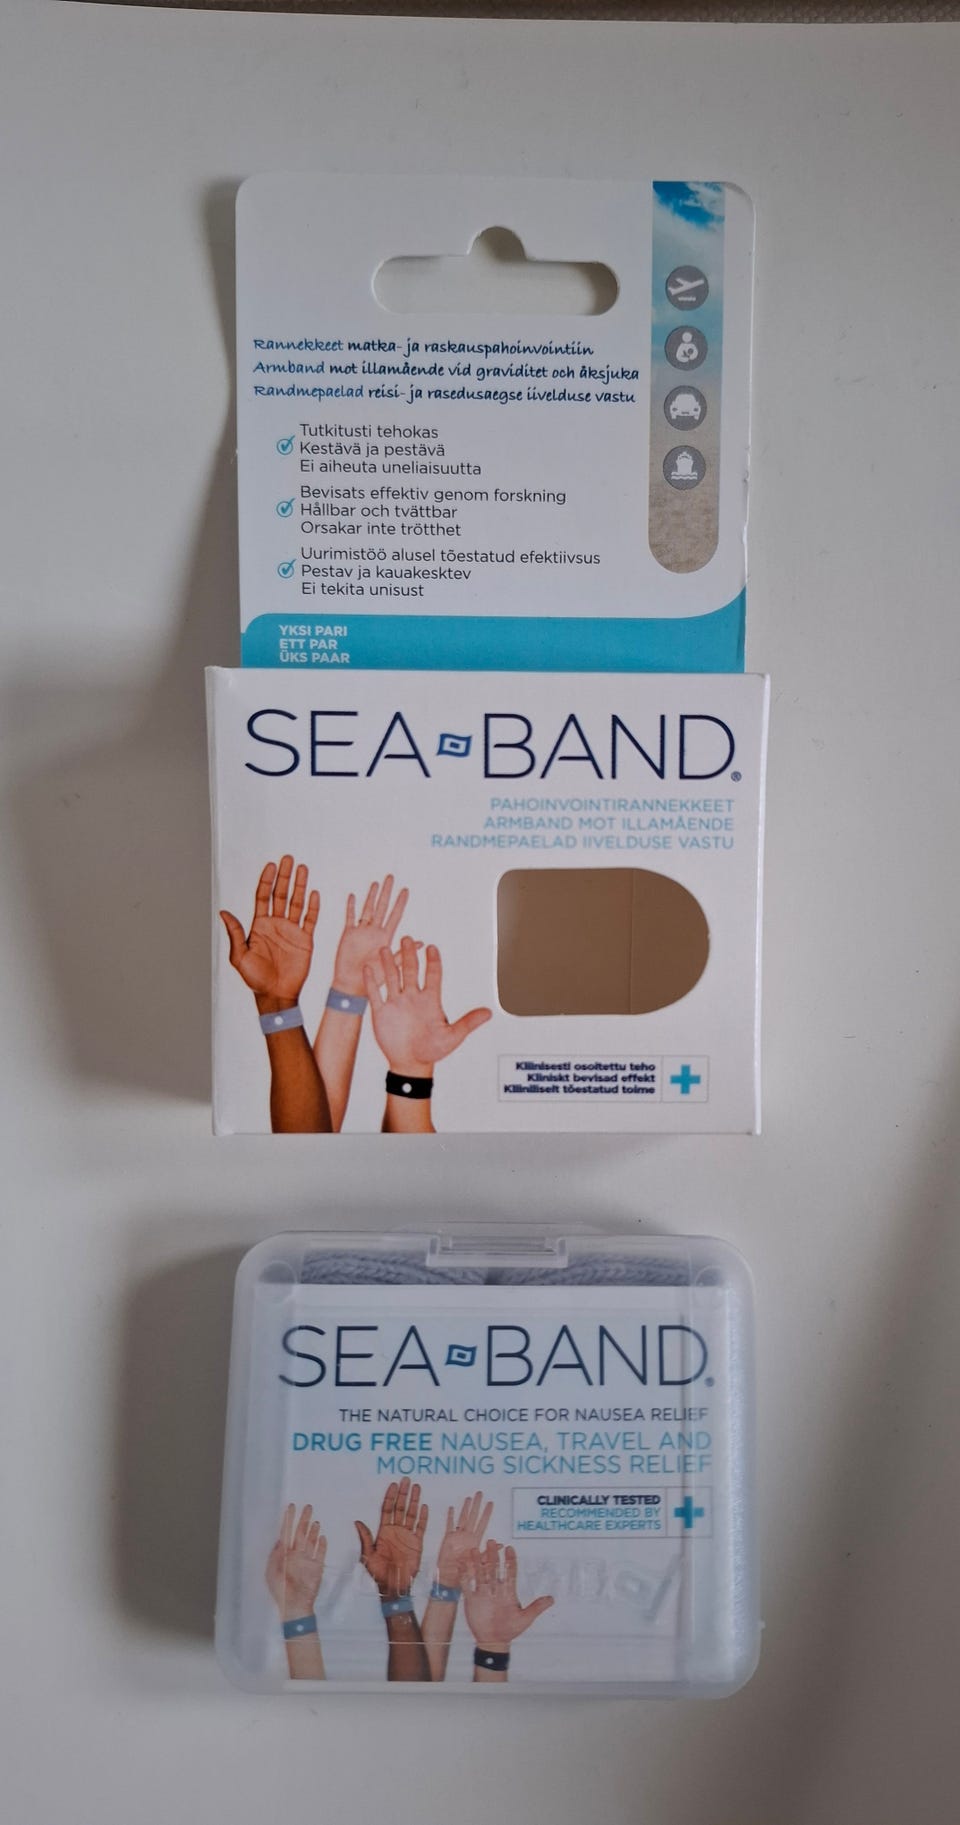 Rannekkeet matka- ja raskauspahoinvointiin
Armband mot illamående vid graviditet och åksjuka
Randmepaelad reisi- ja rasedusaegse iivelduse vastu
Tutkitusti tehokas
Kestävä ja pestävä
Ei aiheuta uneliaisuutta
Bevisats effektiv genom forskning
Hållbar och tvättbar
Orsakar inte trötthet
Uurimistöö alusel tõestatud efektiivsus
Pestav ja kauakesktev
Ei tekita unisust
YKSI PARI
ETT PAR
ÜKS PAAR
SEA BAND®
PAHOINVOINTIRANNEKKEET
ARMBAND MOT ILLAMÅENDE
RANDMEPAELAD IIVELDUSE VASTU
Kliinisesti osoitettu teho
Kliniskt bevisad effekt
Kliiniliselt tõestatud toime
SEA BAND®
THE NATURAL CHOICE FOR NAUSEA RELIEF
DRUG FREE NAUSEA, TRAVEL AND
MORNING SICKNESS RELIEF
CLINICALLY TESTED
RECOMMENDED BY
HEALTHCARE EXPERTS